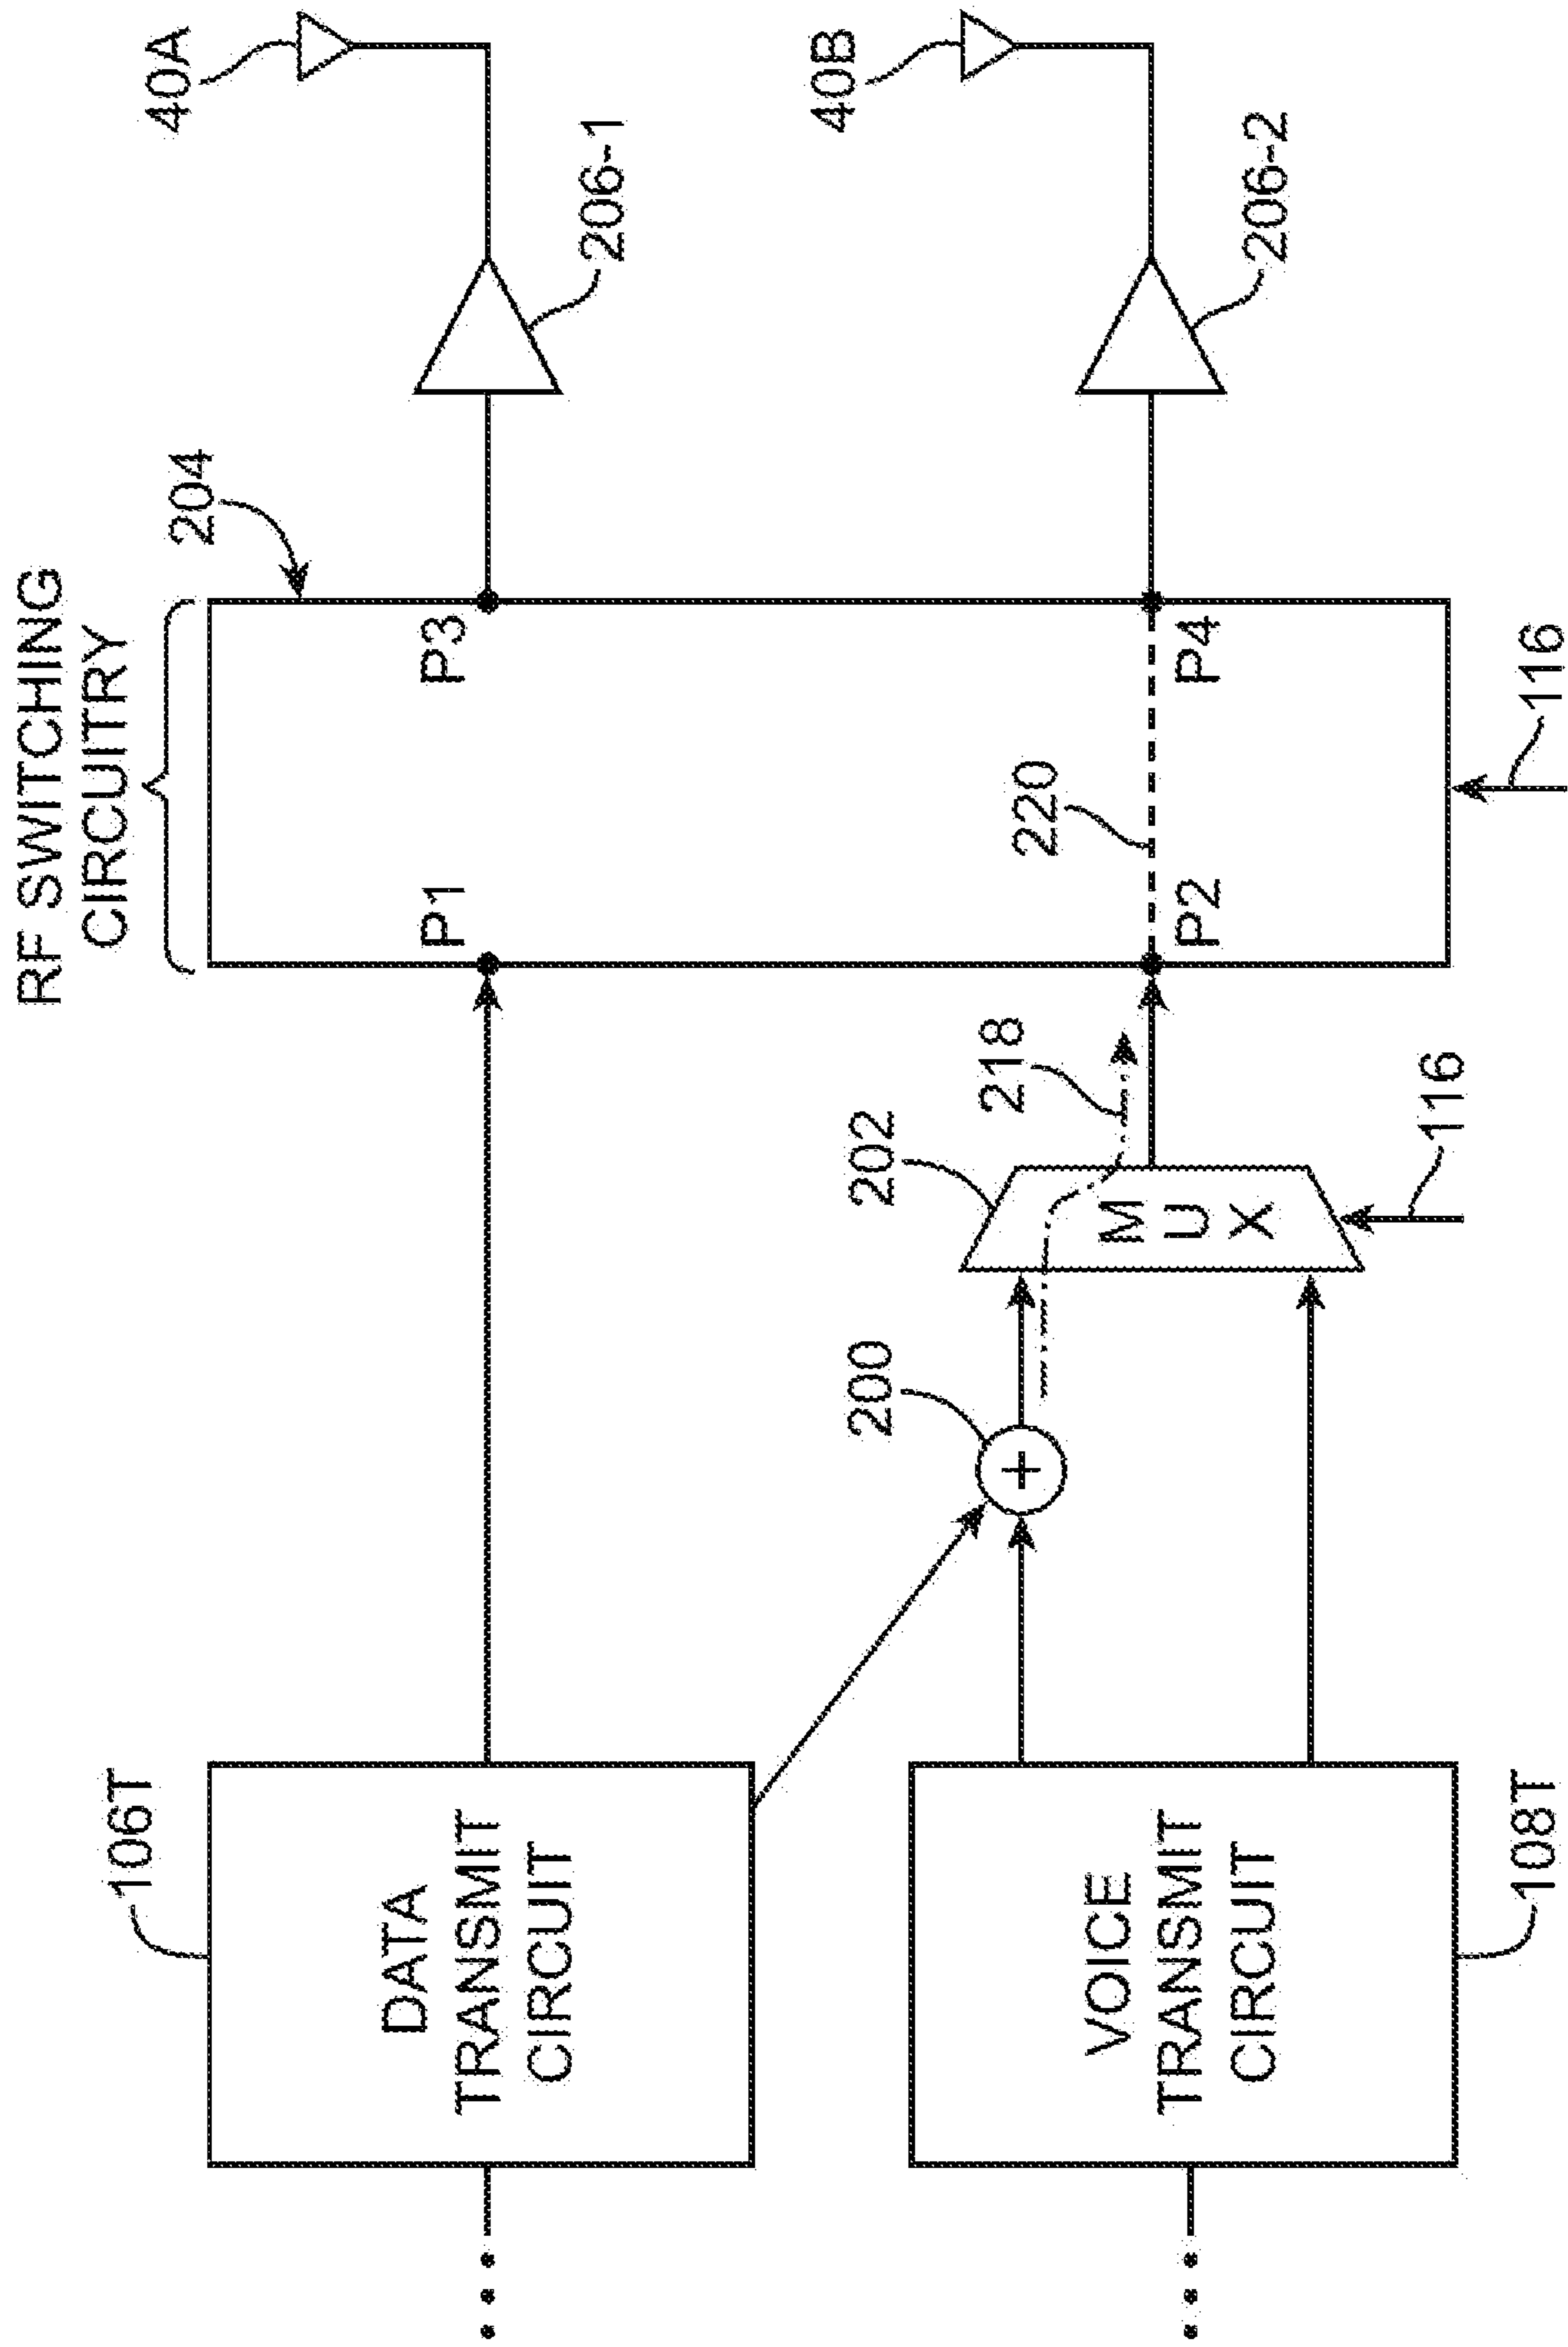 RF SWITCHING
CIRCUITRY
204
40A
106T
DATA
TRANSMIT
CIRCUIT
P1
P3
206-1
40B
200
202
218
220
+
MUX
P2
P4
206-2
VOICE
TRANSMIT
CIRCUIT
108T
116
116